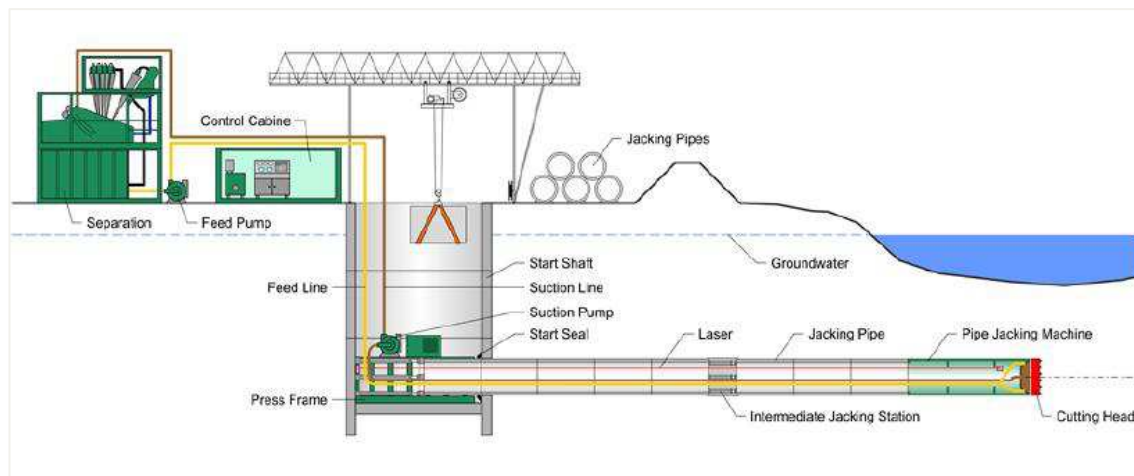 Control Cabine
Jacking Pipes
Separation
Feed Pump
Groundwater
Start Shaft
Feed Line
Suction Line
Suction Pump
Start Seal
Laser
Jacking Pipe
Pipe Jacking Machine
Press Frame
Intermediate Jacking Station
Cutting Head